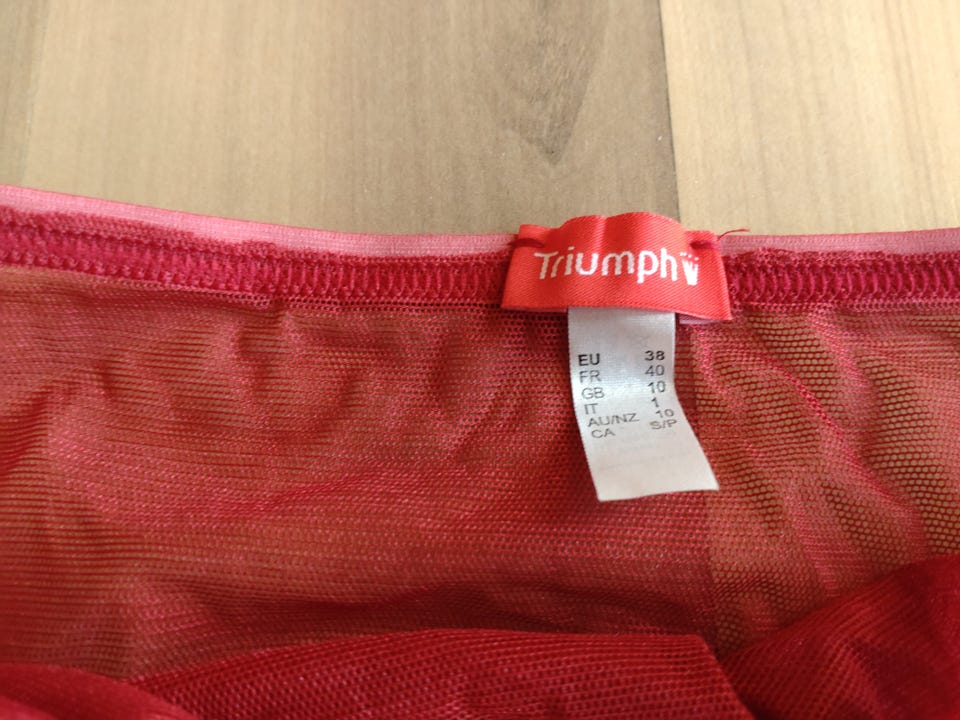 Triumph
EU 38
FR 40
GB 10
IT 1
AU/NZ 10
CA S/P